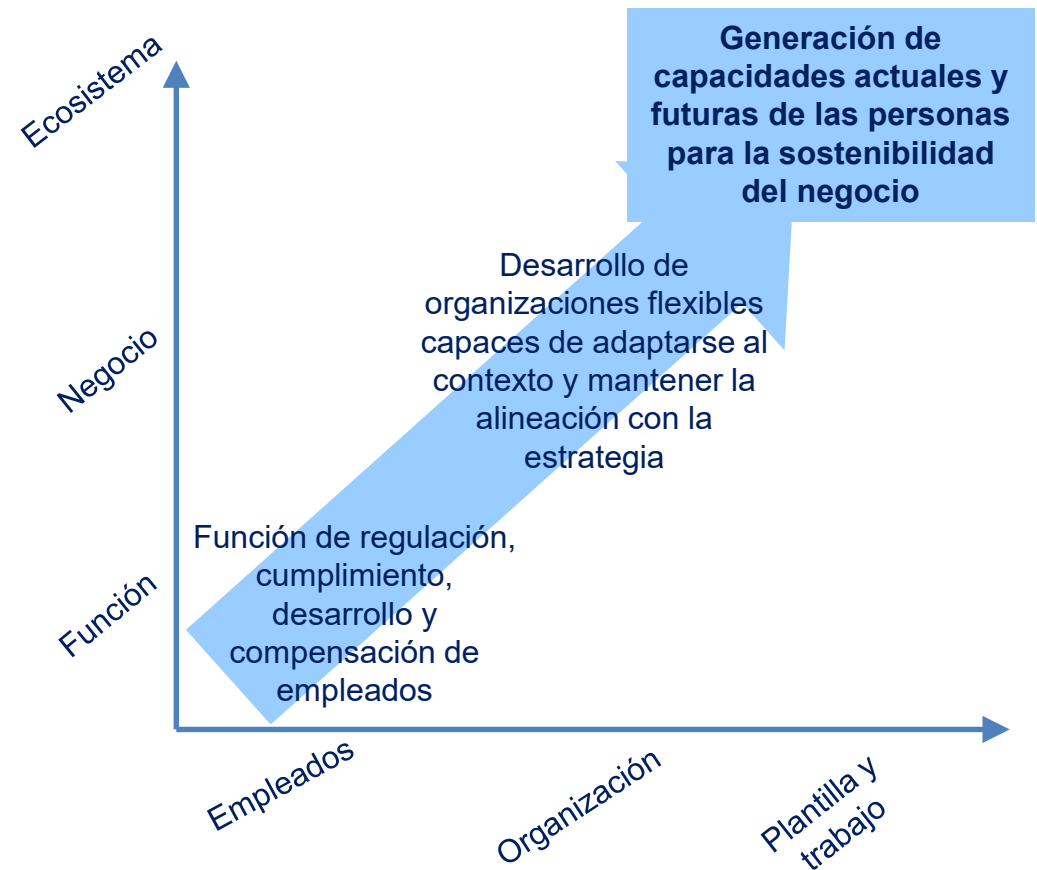 Ecosistema
Generación de
capacidades actuales y
futuras de las personas
para la sostenibilidad
del negocio
Negocio
Desarrollo de
organizaciones flexibles
capaces de adaptarse al
contexto y mantener la
alineación con la
estrategia
Función
Función de regulación,
cumplimiento,
desarrollo y
compensación de
empleados
Empleados
Organización
Plantilla y
trabajo